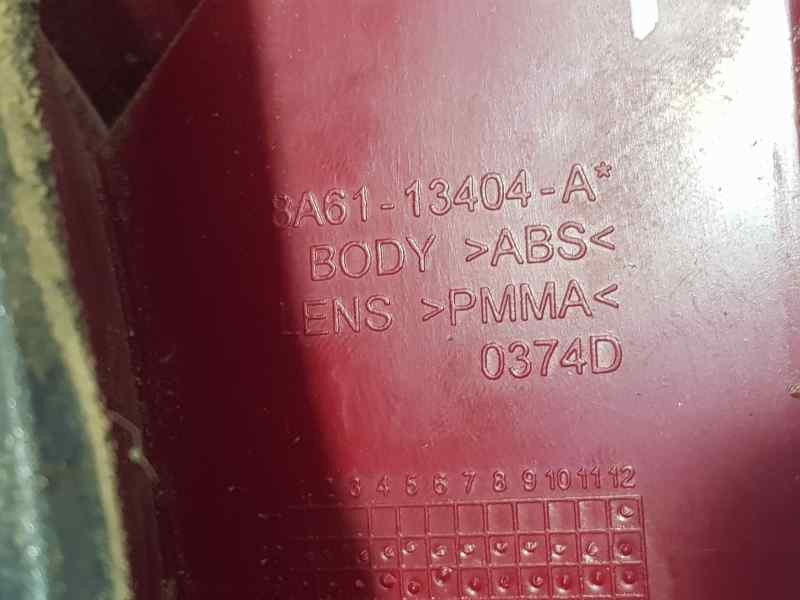 8A61-13404-A*
BODY >ABS<
LENS >PMMA<
0374D
3 4 5 6 7 8 9 10 11 12